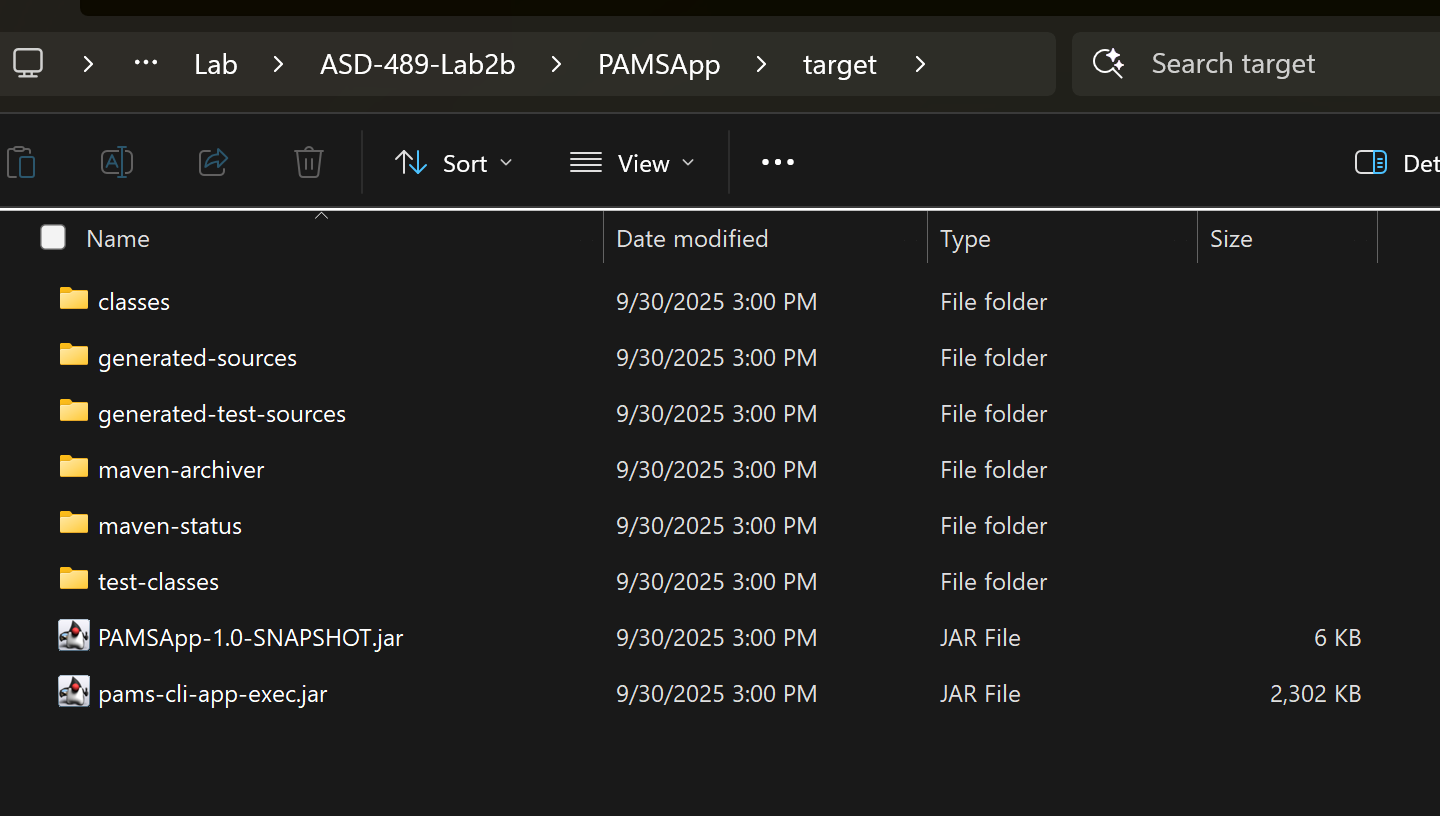 ··· Lab ASD-489-Lab2b PAMSApp target Search target
Sort View ··· Det
Name Date modified Type Size
classes 9/30/2025 3:00 PM File folder
generated-sources 9/30/2025 3:00 PM File folder
generated-test-sources 9/30/2025 3:00 PM File folder
maven-archiver 9/30/2025 3:00 PM File folder
maven-status 9/30/2025 3:00 PM File folder
test-classes 9/30/2025 3:00 PM File folder
PAMSApp-1.0-SNAPSHOT.jar 9/30/2025 3:00 PM JAR File 6 KB
pams-cli-app-exec.jar 9/30/2025 3:00 PM JAR File 2,302 KB